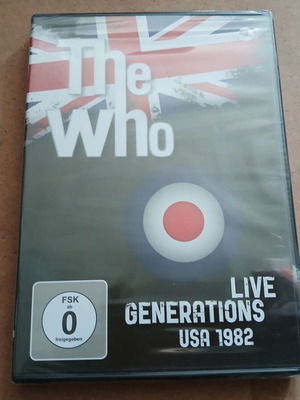 The
Who
LIVE
GENERATIONS
USA 1982
FSK
ab
0
freigegeben